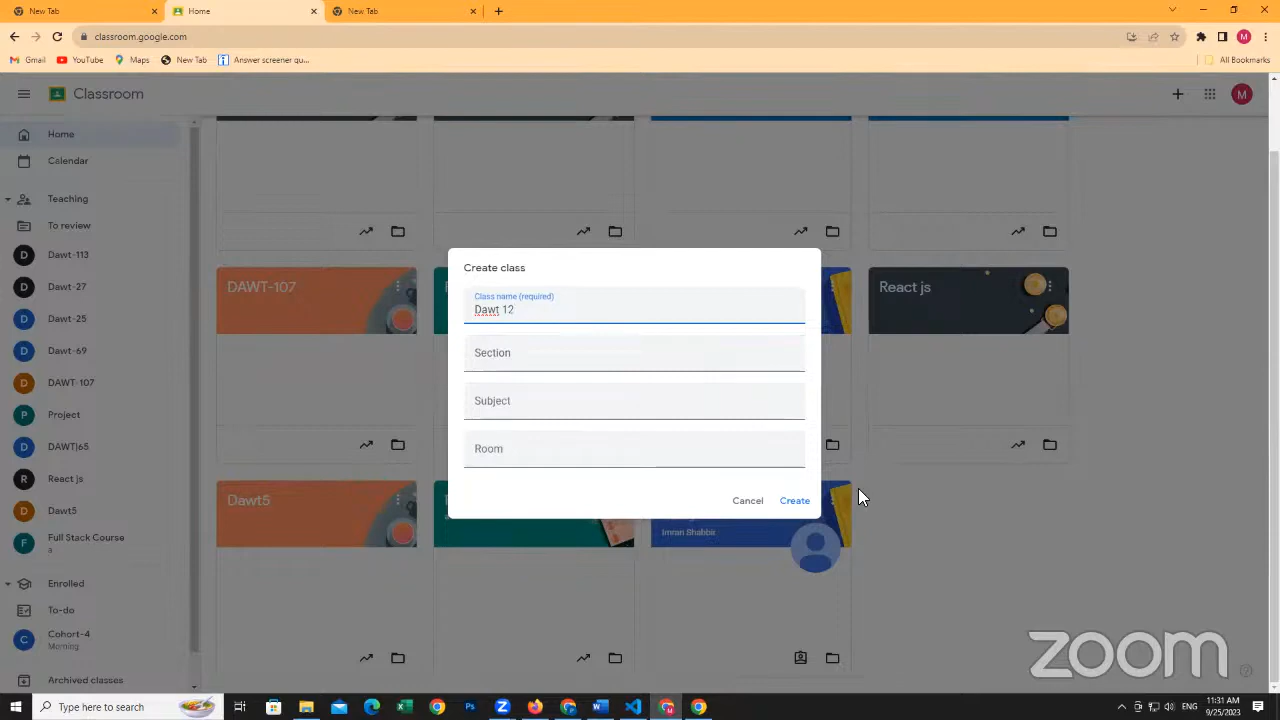 New Tab
Home
New Tab
classroom.google.com
M
Gmail
YouTube
Maps
New Tab
Answer screener qu...
All Bookmarks
Classroom
M
Home
Calendar
Teaching
To review
D Dawt-113
D Dawt-27
D Dawt-25
D Dawt-69
D DAWT-107
P Project
D DAWT|65
R React js
D Dawt5
F Full Stack Course
a
Enrolled
To-do
C Cohort-4
Morning
Archived classes
DAWT-107
React js
Dawt5
Imran Shabbir
Create class
Class name (required)
Dawt 12
Section
Subject
Room
Cancel
Create
zoom
Type here to search
ENG
11:31 AM
9/25/2023